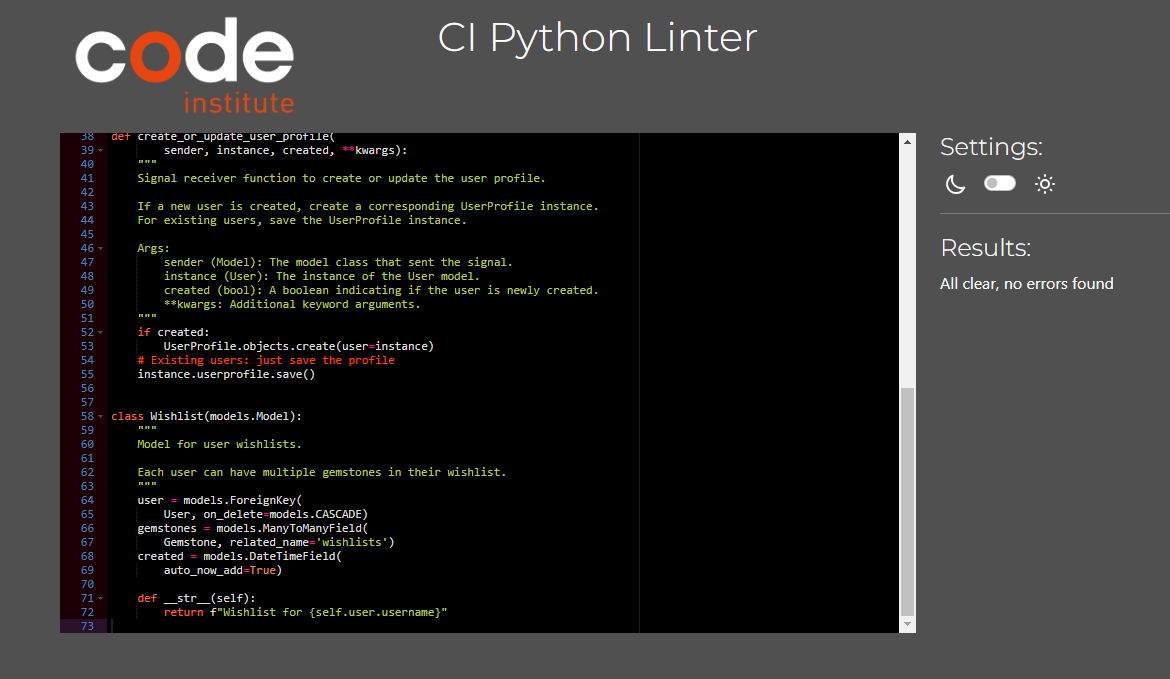 code
institute
CI Python Linter
38 def create_or_update_user_profile(
39 sender, instance, created, **kwargs):
40 """
41 Signal receiver function to create or update the user profile.
42
43 If a new user is created, create a corresponding UserProfile instance.
44 For existing users, save the UserProfile instance.
45
46 Args:
47 sender (Model): The model class that sent the signal.
48 instance (User): The instance of the User model.
49 created (bool): A boolean indicating if the user is newly created.
50 **kwargs: Additional keyword arguments.
51 """
52 if created:
53 UserProfile.objects.create(user=instance)
54 # Existing users: just save the profile
55 instance.userprofile.save()
56
57
58 class Wishlist(models.Model):
59 """
60 Model for user wishlists.
61
62 Each user can have multiple gemstones in their wishlist.
63 """
64 user = models.ForeignKey(
65 User, on_delete=models.CASCADE)
66 gemstones = models.ManyToManyField(
67 Gemstone, related_name='wishlists')
68 created = models.DateTimeField(
69 auto_now_add=True)
70
71 def __str__(self):
72 return f"Wishlist for {self.user.username}"
73
Settings:
Results:
All clear, no errors found